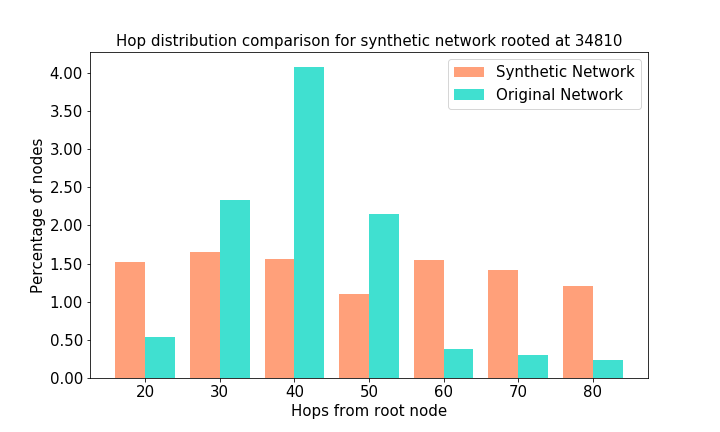 Hop distribution comparison for synthetic network rooted at 34810
Synthetic Network
Original Network
Percentage of nodes
4.00
3.50
3.00
2.50
2.00
1.50
1.00
0.50
0.00
20 30 40 50 60 70 80
Hops from root node